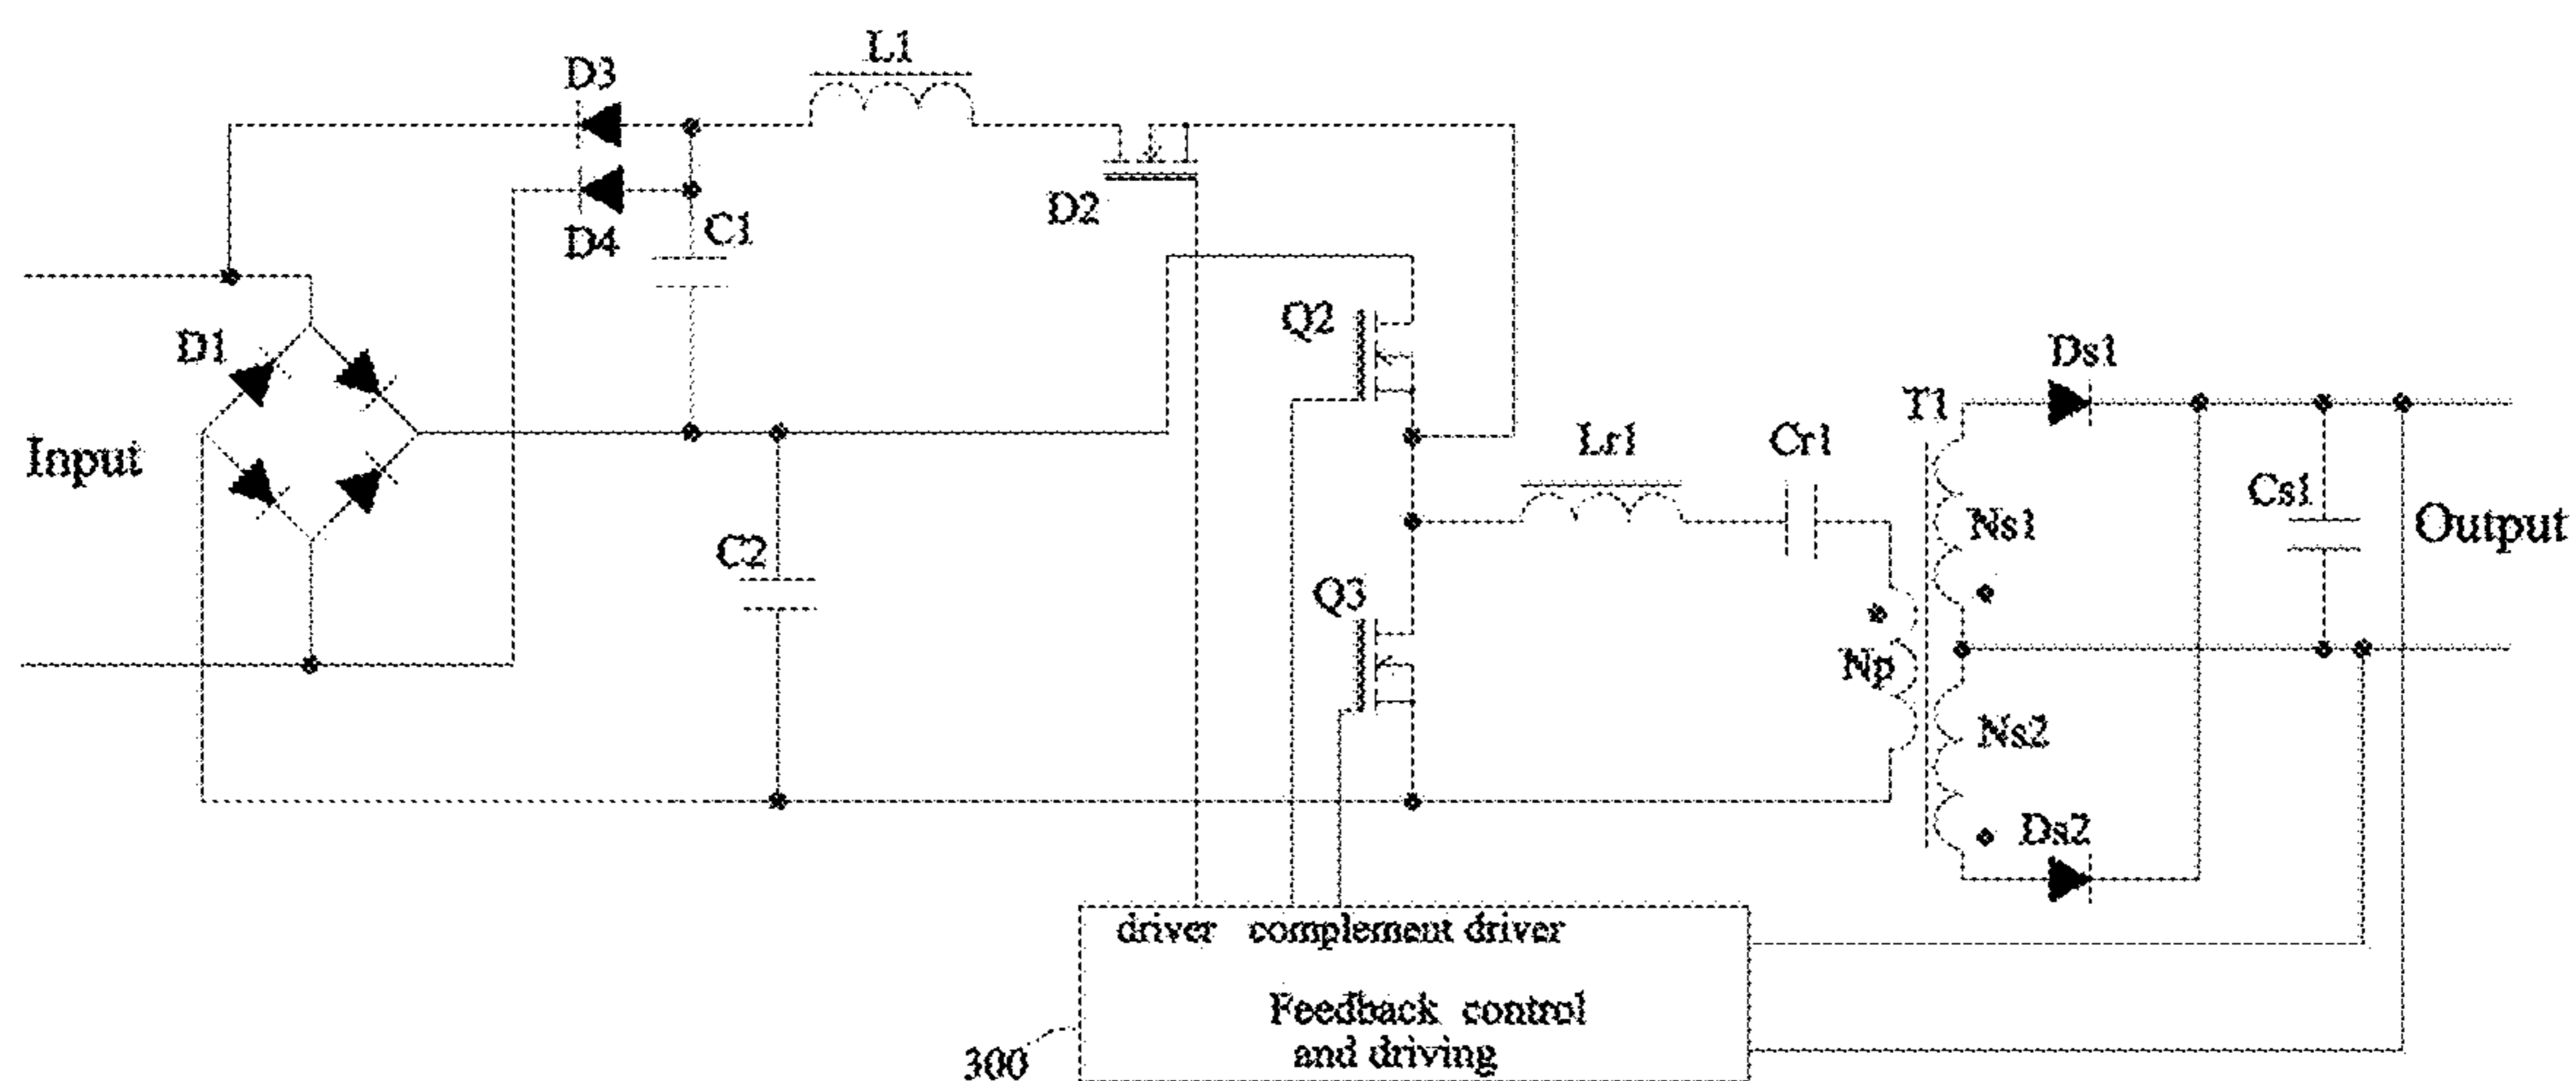 L1
D3
D4
C1
D2
D1
Q2
Ds1
T1
Input
Lr1
Cr1
Cs1
Ns1
Output
C2
Q3
Np
Ns2
Ds2
driver complement driver
Feedback control
and driving
300